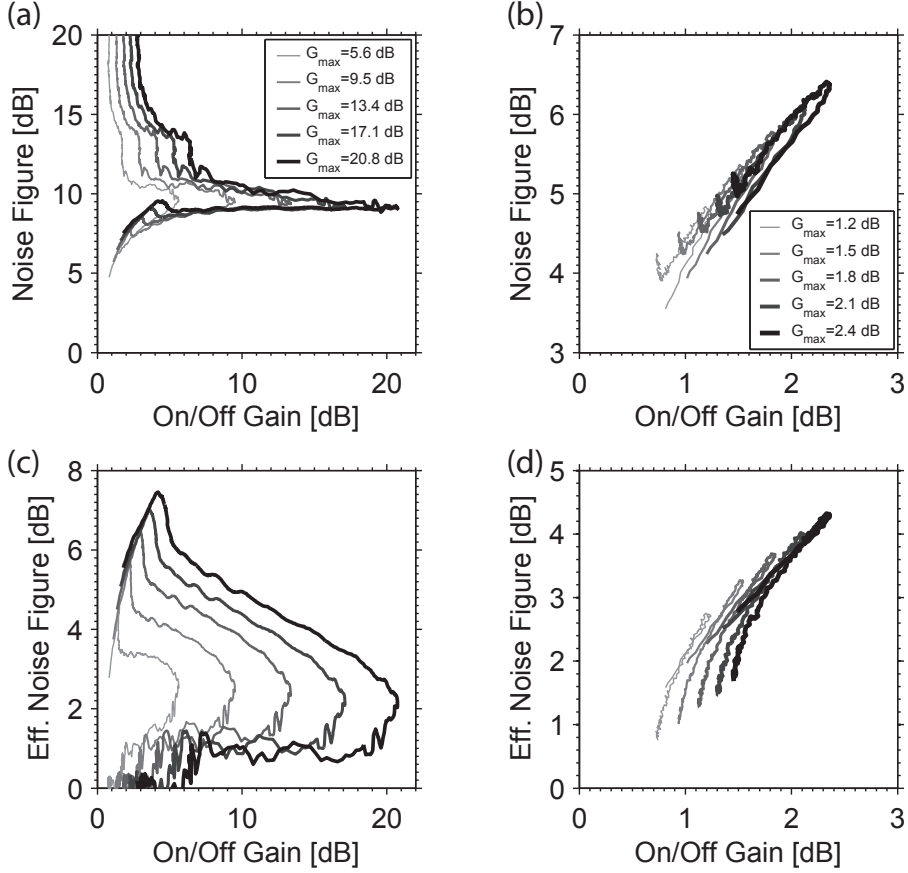 (a)
Noise Figure [dB]
20
15
10
5
0
G_max=5.6 dB
G_max=9.5 dB
G_max=13.4 dB
G_max=17.1 dB
G_max=20.8 dB
0 10 20
On/Off Gain [dB]
(b)
Noise Figure [dB]
7
6
5
4
3
G_max=1.2 dB
G_max=1.5 dB
G_max=1.8 dB
G_max=2.1 dB
G_max=2.4 dB
0 1 2 3
On/Off Gain [dB]
(c)
Eff. Noise Figure [dB]
8
6
4
2
0
0 10 20
On/Off Gain [dB]
(d)
Eff. Noise Figure [dB]
5
4
3
2
1
0
0 1 2 3
On/Off Gain [dB]